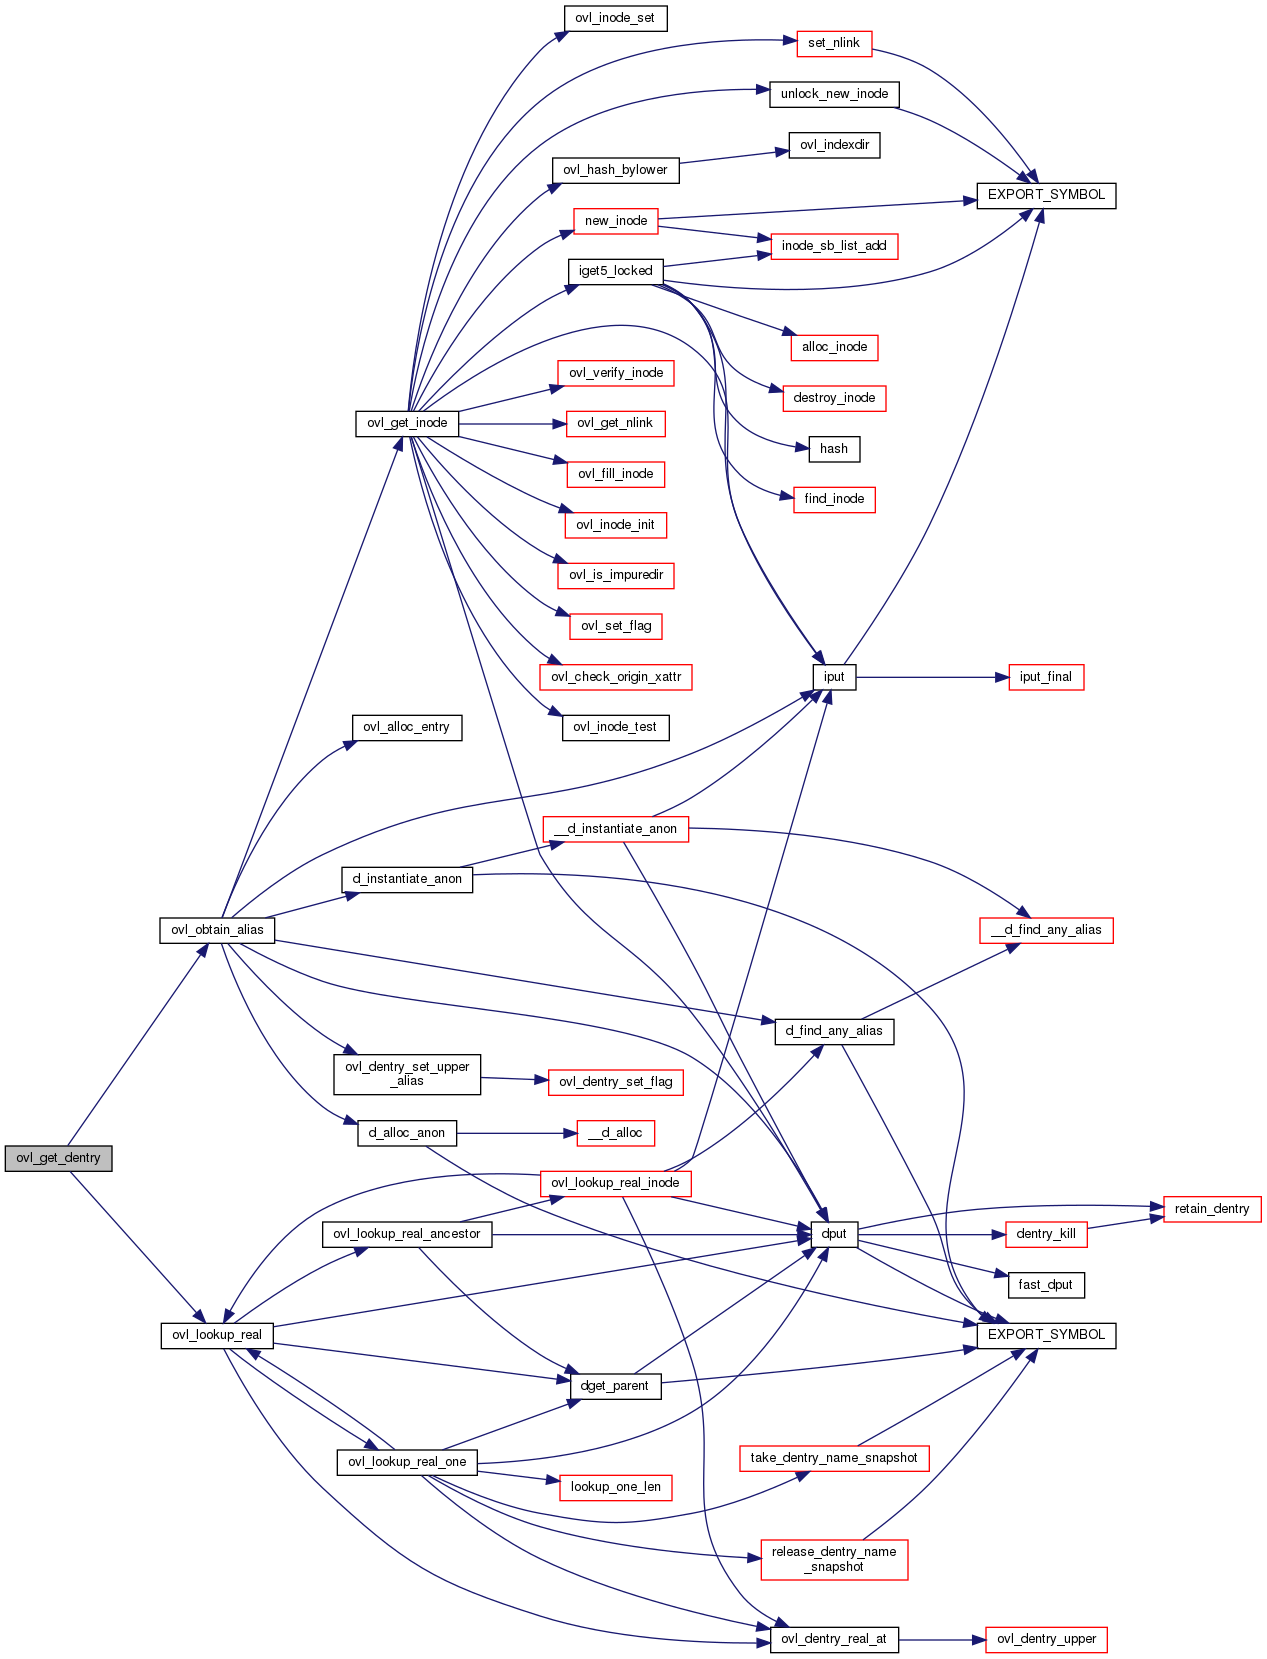 ovl_inode_set
set_nlink
unlock_new_inode
ovl_indexdir
ovl_hash_bylower
EXPORT_SYMBOL
new_inode
inode_sb_list_add
iget5_locked
alloc_inode
ovl_verify_inode
destroy_inode
ovl_get_inode
ovl_get_nlink
hash
ovl_fill_inode
find_inode
ovl_inode_init
ovl_is_impuredir
ovl_set_flag
ovl_check_origin_xattr
iput
iput_final
ovl_alloc_entry
ovl_inode_test
__d_instantiate_anon
d_instantiate_anon
ovl_obtain_alias
__d_find_any_alias
d_find_any_alias
ovl_dentry_set_upper
_alias
ovl_dentry_set_flag
d_alloc_anon
__d_alloc
ovl_get_dentry
ovl_lookup_real_inode
retain_dentry
ovl_lookup_real_ancestor
dput
dentry_kill
fast_dput
ovl_lookup_real
EXPORT_SYMBOL
dget_parent
ovl_lookup_real_one
take_dentry_name_snapshot
lookup_one_len
release_dentry_name
_snapshot
ovl_dentry_real_at
ovl_dentry_upper